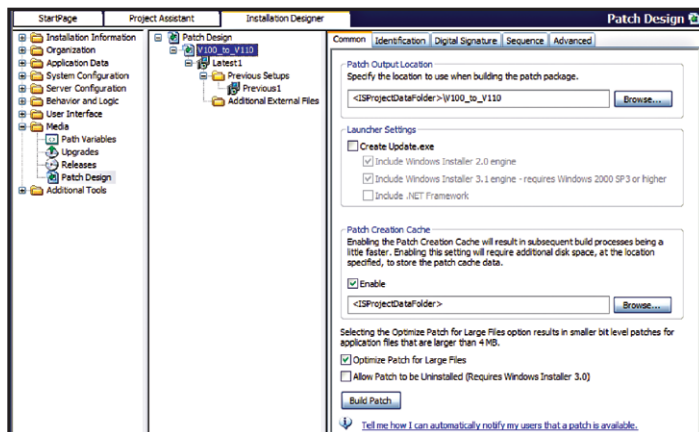 StartPage
Project Assistant
Installation Designer
Patch Design
Installation Information
Organization
Application Data
System Configuration
Server Configuration
Behavior and Logic
User Interface
Media
Path Variables
Upgrades
Releases
Patch Design
Additional Tools
Patch Design
V100_to_V110
Latest1
Previous Setups
Previous1
Additional External Files
Common
Identification
Digital Signature
Sequence
Advanced
Patch Output Location
Specify the location to use when building the patch package.
<ISProjectDataFolder>\V100_to_V110
Browse...
Launcher Settings
Create Update.exe
Include Windows Installer 2.0 engine
Include Windows Installer 3.1 engine - requires Windows 2000 SP3 or higher
Include .NET Framework
Patch Creation Cache
Enabling the Patch Creation Cache will result in subsequent build processes being a
little faster. Enabling this setting will require additional disk space, at the location
specified, to store the patch cache data.
Enable
<ISProjectDataFolder>
Browse...
Selecting the Optimize Patch for Large Files option results in smaller bit level patches for
application files that are larger than 4 MB.
Optimize Patch for Large Files
Allow Patch to be Uninstalled (Requires Windows Installer 3.0)
Build Patch
Tell me how I can automatically notify my users that a patch is available.